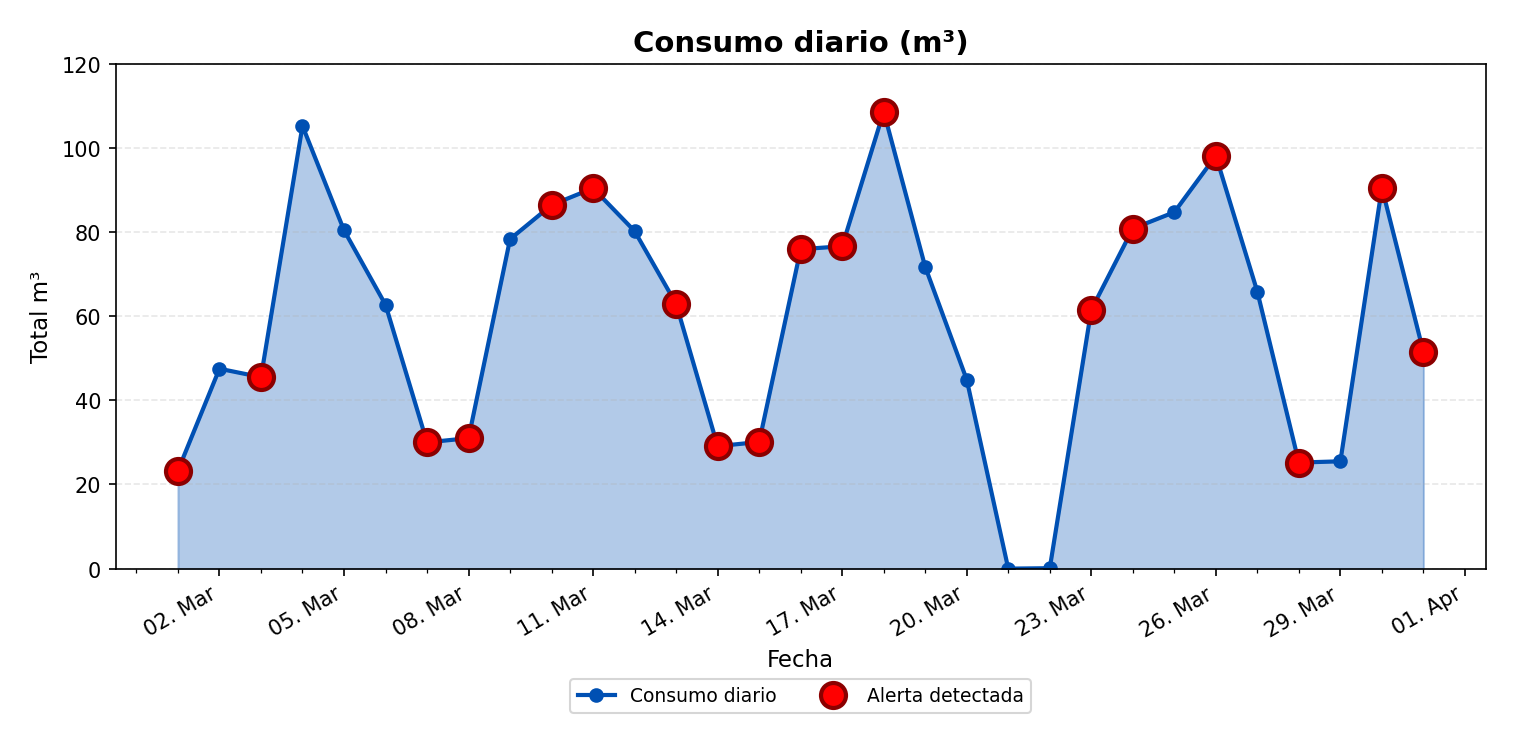 Consumo diario (m³)
120
100
80
60
40
20
0
Total m³
02. Mar
05. Mar
08. Mar
11. Mar
14. Mar
17. Mar
20. Mar
23. Mar
26. Mar
29. Mar
01. Apr
Fecha
Consumo diario
Alerta detectada